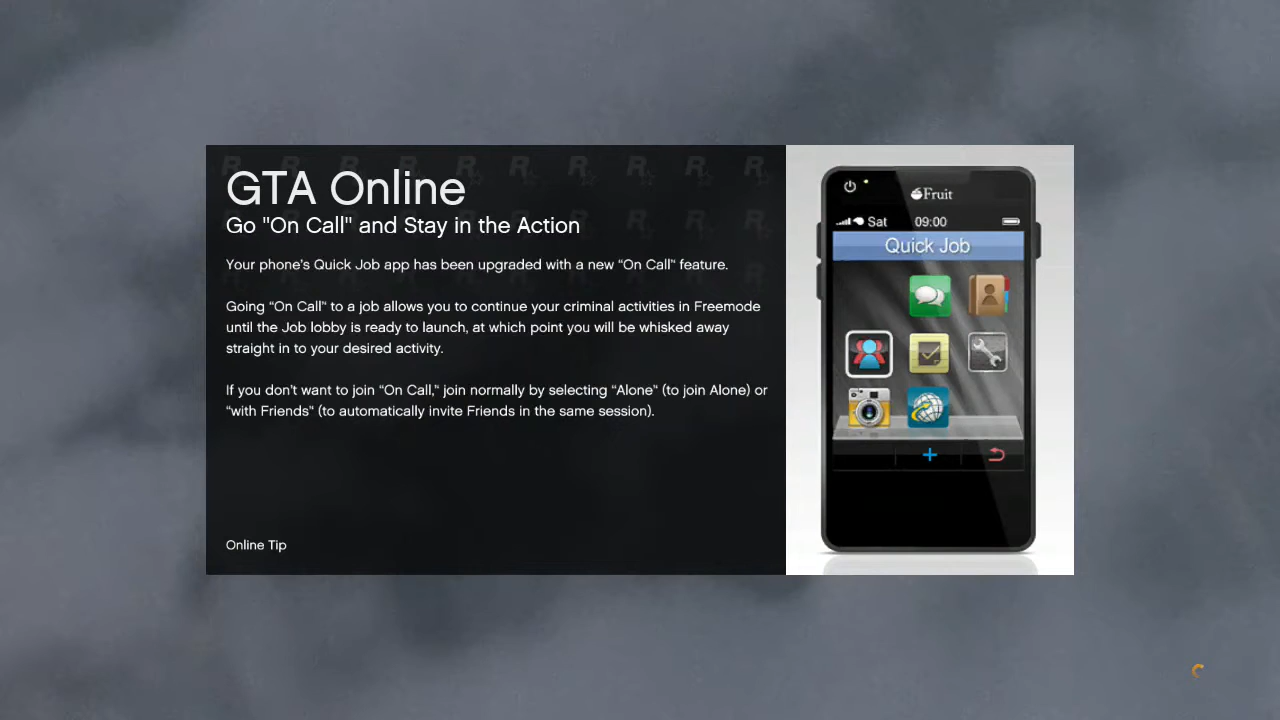 GTA Online
Go "On Call" and Stay in the Action
Your phone's Quick Job app has been upgraded with a new "On Call" feature.
Going "On Call" to a job allows you to continue your criminal activities in Freemode
until the Job lobby is ready to launch, at which point you will be whisked away
straight in to your desired activity.
If you don't want to join "On Call," join normally by selecting "Alone" (to join Alone) or
"with Friends" (to automatically invite Friends in the same session).
Online Tip
Fruit
Sat 09:00
Quick Job